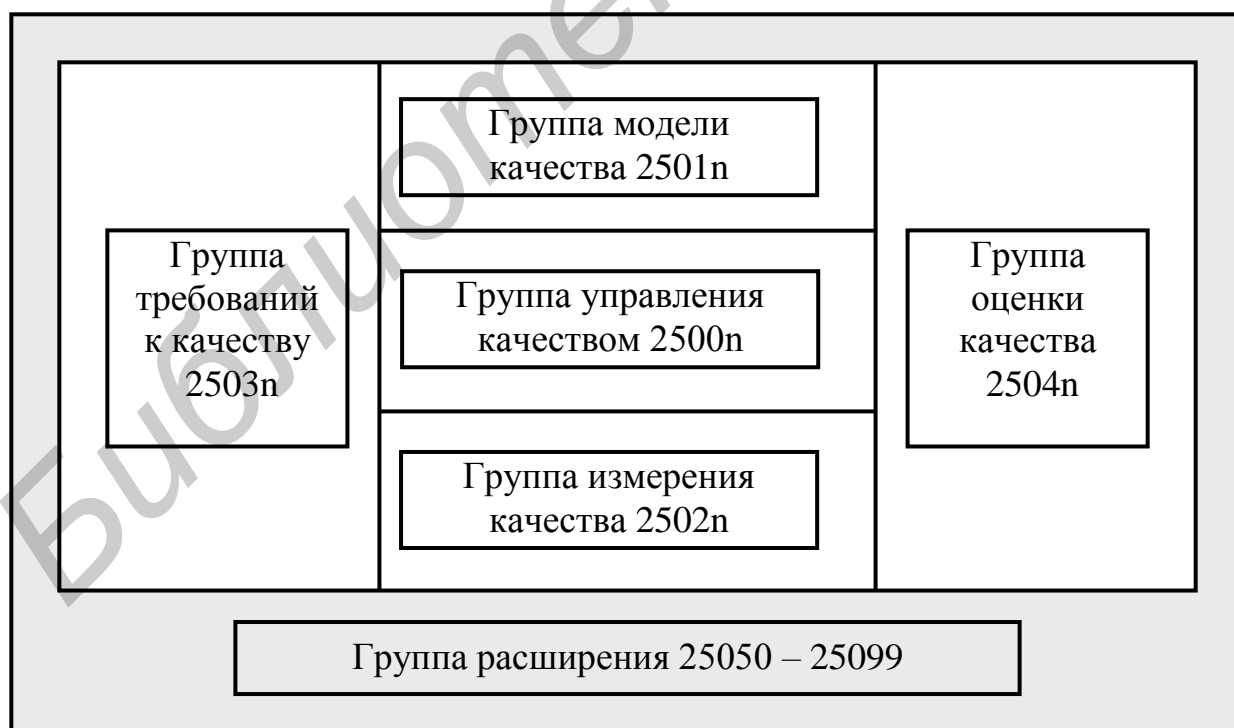 Группа модели
качества 2501n
Группа
требований
к качеству
2503n
Группа управления
качеством 2500n
Группа
оценки
качества
2504n
Группа измерения
качества 2502n
Группа расширения 25050 – 25099